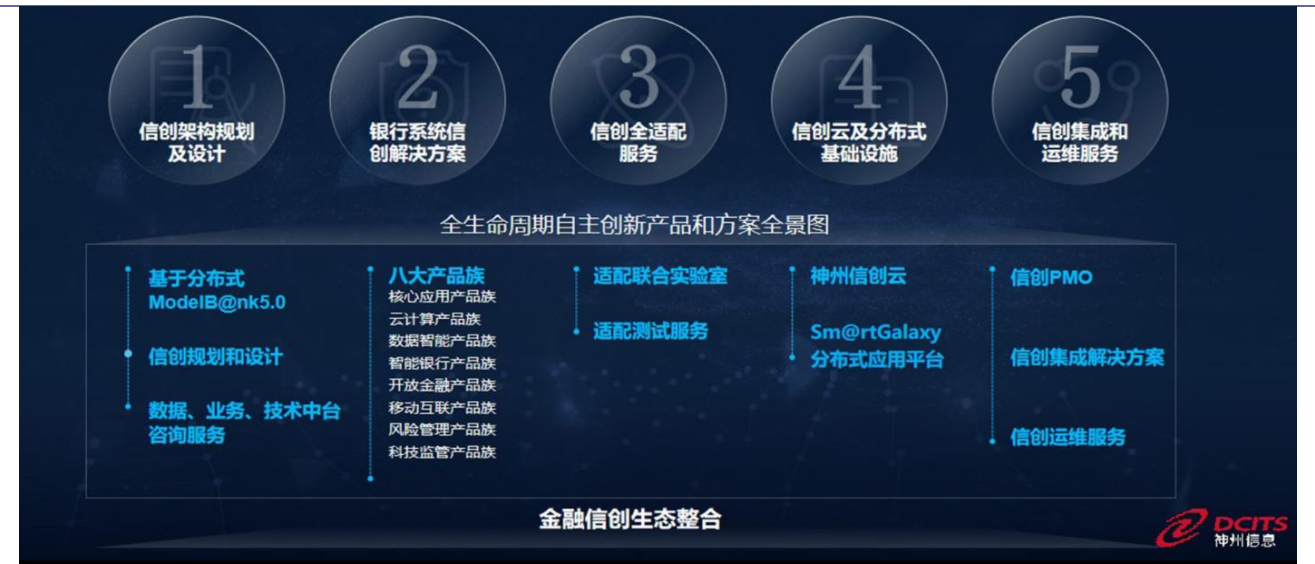 1
信创架构规划
及设计
2
银行系统信
创解决方案
3
信创全适配
服务
4
信创云及分布式
基础设施
5
信创集成和
运维服务
全生命周期自主创新产品和方案全景图
基于分布式
ModelB@nk5.0
信创规划和设计
数据、业务、技术中台
咨询服务
八大产品族
核心应用产品族
云计算产品族
数据智能产品族
智能银行产品族
开放金融产品族
移动互联产品族
风险管理产品族
科技监管产品族
适配联合实验室
适配测试服务
神州信创云
Sm@rtGalaxy
分布式应用平台
信创PMO
信创集成解决方案
信创运维服务
金融信创生态整合
DCITS
神州信息